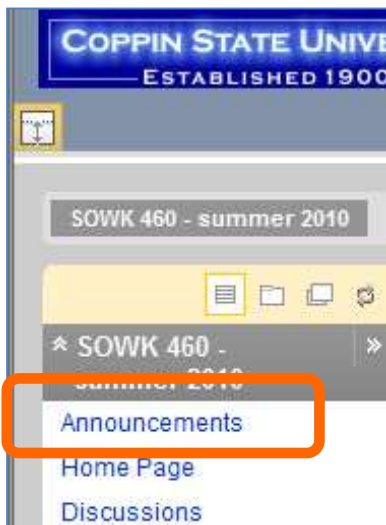 COPPIN STATE UNIVE
ESTABLISHED 1900
SOWK 460 - summer 2010
SOWK 460 -
summer 2010
Announcements
Home Page
Discussions